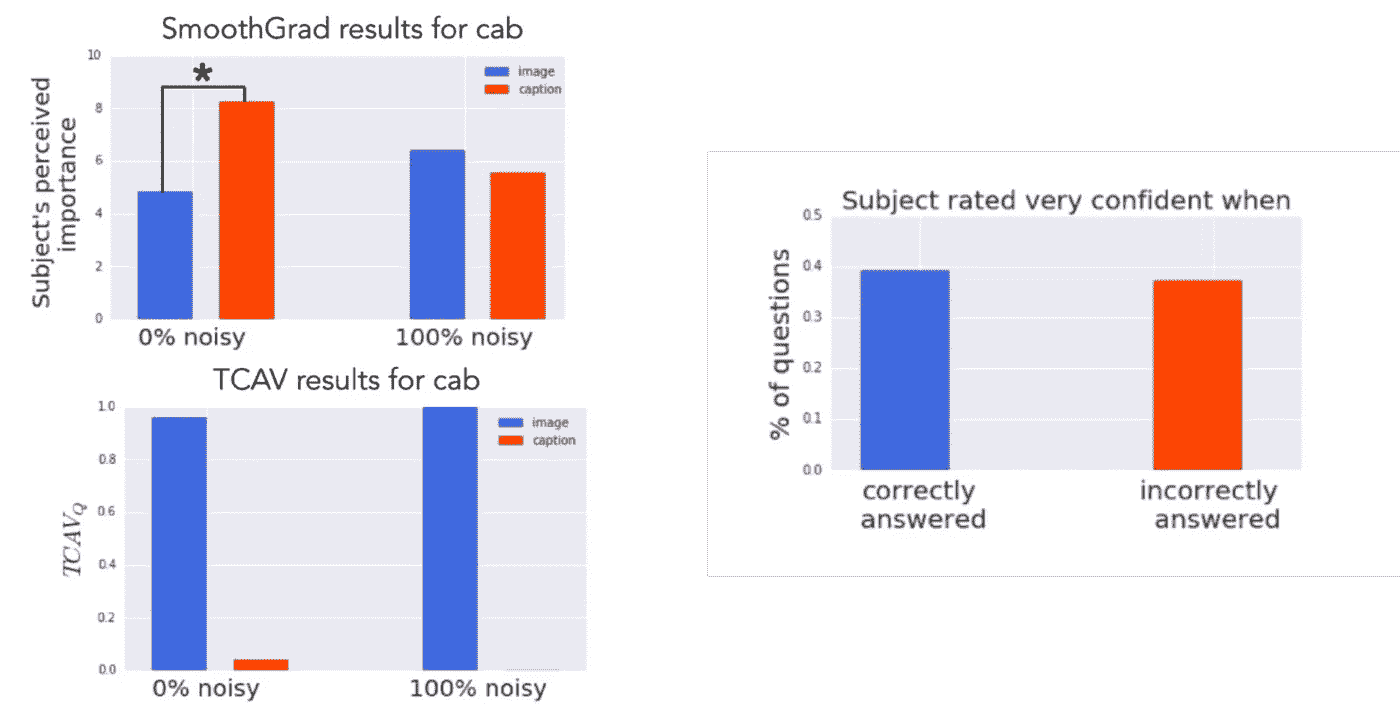 SmoothGrad results for cab
10
8
6
4
2
0
Subject's perceived
importance
*
image
caption
0% noisy
100% noisy
TCAV results for cab
1.0
0.8
0.6
0.4
0.2
0.0
TCAV_Q
image
caption
0% noisy
100% noisy
Subject rated very confident when
0.5
0.4
0.3
0.2
0.1
0.0
% of questions
correctly
answered
incorrectly
answered